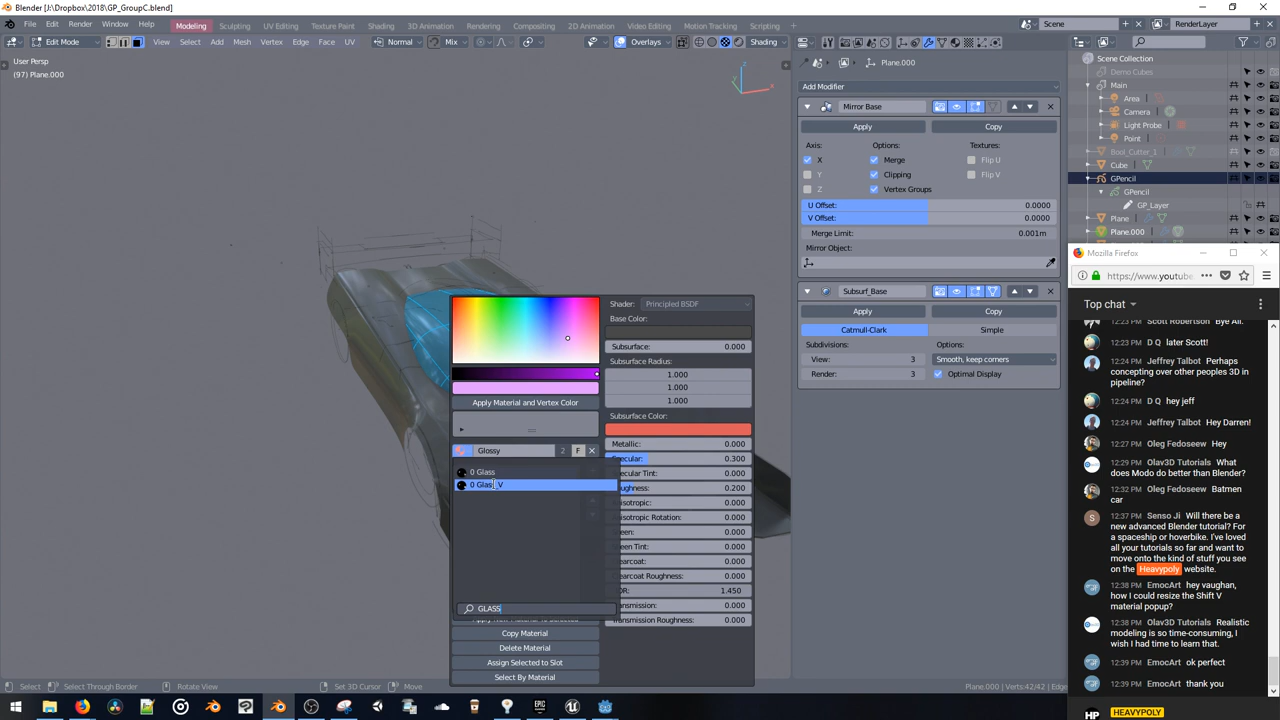 Blender [J:\Dropbox\2018\GP_GroupC.blend]
File Edit Render Window Help Modeling Sculpting UV Editing Texture Paint Shading 3D Animation Rendering Compositing 2D Animation Video Editing Motion Tracking Scripting Scene RenderLayer
Edit Mode View Select Add Mesh Vertex Edge Face UV Normal Mix Overlays Shading
User Persp
(97) Plane.000
Plane.000
Add Modifier
Mirror Base
Apply Copy
Axis: Options: Textures:
X Merge Flip U
Y Clipping Flip V
Z Vertex Groups
U Offset: 0.0000
V Offset: 0.0000
Merge Limit: 0.001m
Mirror Object:
Subsurf_Base
Apply Copy
Catmull-Clark Simple
Subdivisions: Options:
View: 3 Smooth, keep corners
Render: 3 Optimal Display
Scene Collection
Demo Cubes
Main
Area
Camera
Light Probe
Point
Bool_Cutter_1
Cube
GPencil
GPencil
GP_Layer
Plane
Plane.000
Apply Material and Vertex Color
Glossy 2 F
0 Glass
0 Glass_V
GLASS
Copy Material
Delete Material
Assign Selected to Slot
Select By Material
Shader: Principled BSDF
Base Color:
Subsurface: 0.000
Subsurface Radius:
1.000
1.000
1.000
Subsurface Color:
Metallic: 0.000
ecular: 0.300
ecular Tint: 0.000
ughness: 0.200
isotropic: 0.000
isotropic Rotation: 0.000
een: 0.000
een Tint: 0.000
earcoat: 0.000
earcoat Roughness: 0.000
OR: 1.450
ansmission: 0.000
ansmission Roughness: 0.000
Select Select Through Border Rotate View Set 3D Cursor Move
Mozilla Firefox
https://www.youtube
Top chat
12:23 PM Scott Robertson Bye All.
12:23 PM D Q later Scott!
12:24 PM Jeffrey Talbot Perhaps
concepting over other peoples 3D in
pipeline?
12:24 PM D Q hey jeff
12:24 PM Jeffrey Talbot Hey Darren!
12:27 PM Oleg Fedoseew Hey
12:29 PM Olav3D Tutorials What
does Modo do better than Blender?
12:31 PM Oleg Fedoseew Batmen
car
12:37 PM Senso Ji Will there be a
new advanced Blender tutorial? For
a spaceship or hoverbike. I've loved
all your tutorials so far and want to
move onto the kind of stuff you see
on the Heavypoly website.
12:38 PM EmocArt hey vaughan,
how I could resize the Shift V
material popup?
12:38 PM Olav3D Tutorials Realistic
modeling is so time-consuming, I
wish I had time to learn that.
12:39 PM EmocArt ok perfect
12:39 PM EmocArt thank you
Plane.000 | Verts:42/42 | Edge
HP HEAVYPOLY